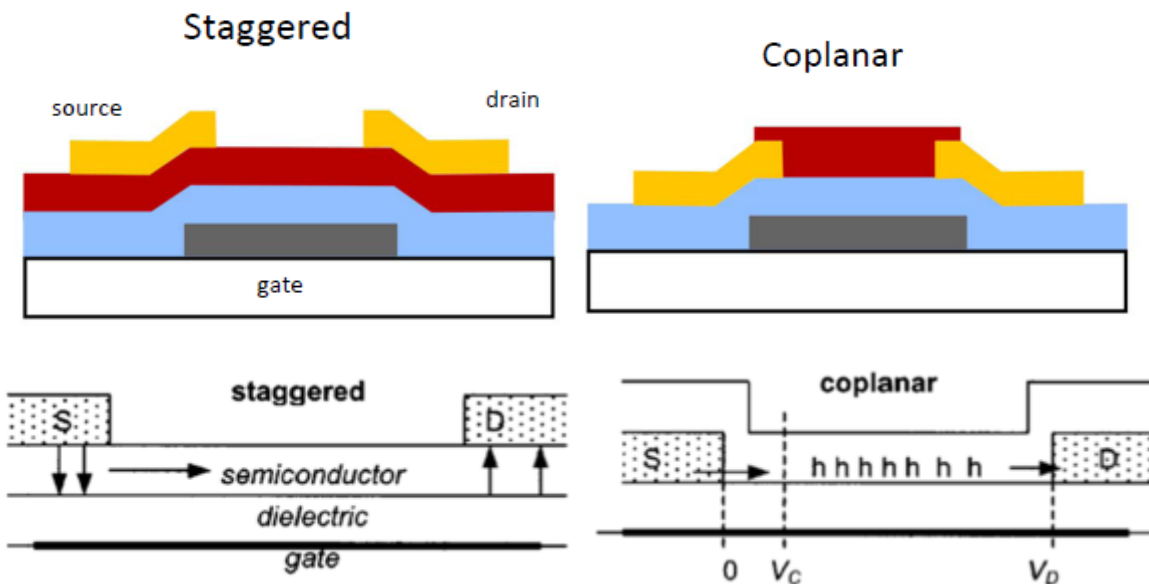 Staggered
Coplanar
source
drain
gate
staggered
S
D
semiconductor
dielectric
gate
coplanar
S
h h h h h h h
D
0
V_C
V_D